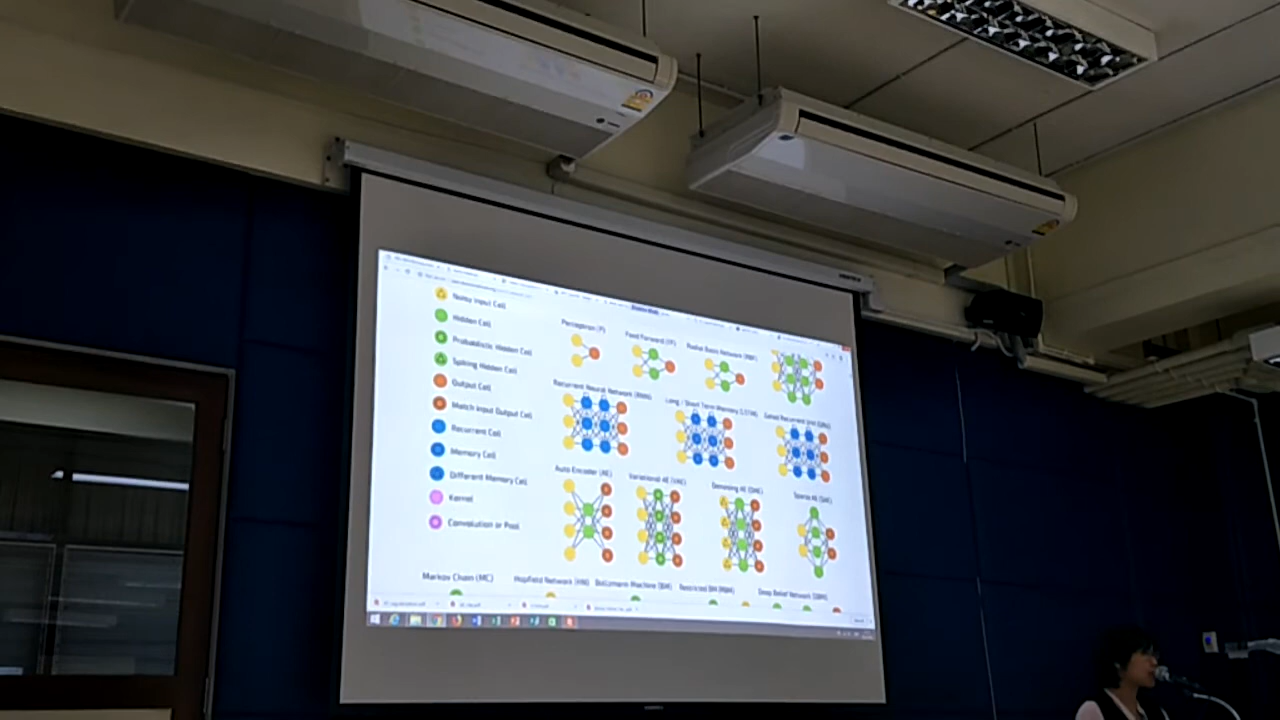 Noisy Input Cell
Hidden Cell
Probablistic Hidden Cell
Spiking Hidden Cell
Output Cell
Match Input Output Cell
Recurrent Cell
Memory Cell
Different Memory Cell
Kernel
Convolution or Pool
Perceptron (P)
Feed Forward (FF)
Radial Basis Network (RBF)
Recurrent Neural Network (RNN)
Long / Short Term Memory (LSTM)
Gated Recurrent Unit (GRU)
Auto Encoder (AE)
Variational AE (VAE)
Denoising AE (DAE)
Sparse AE (SAE)
Markov Chain (MC)
Hopfield Network (HN)
Boltzmann Machine (BM)
Restricted BM (RBM)
Deep Belief Network (DBN)